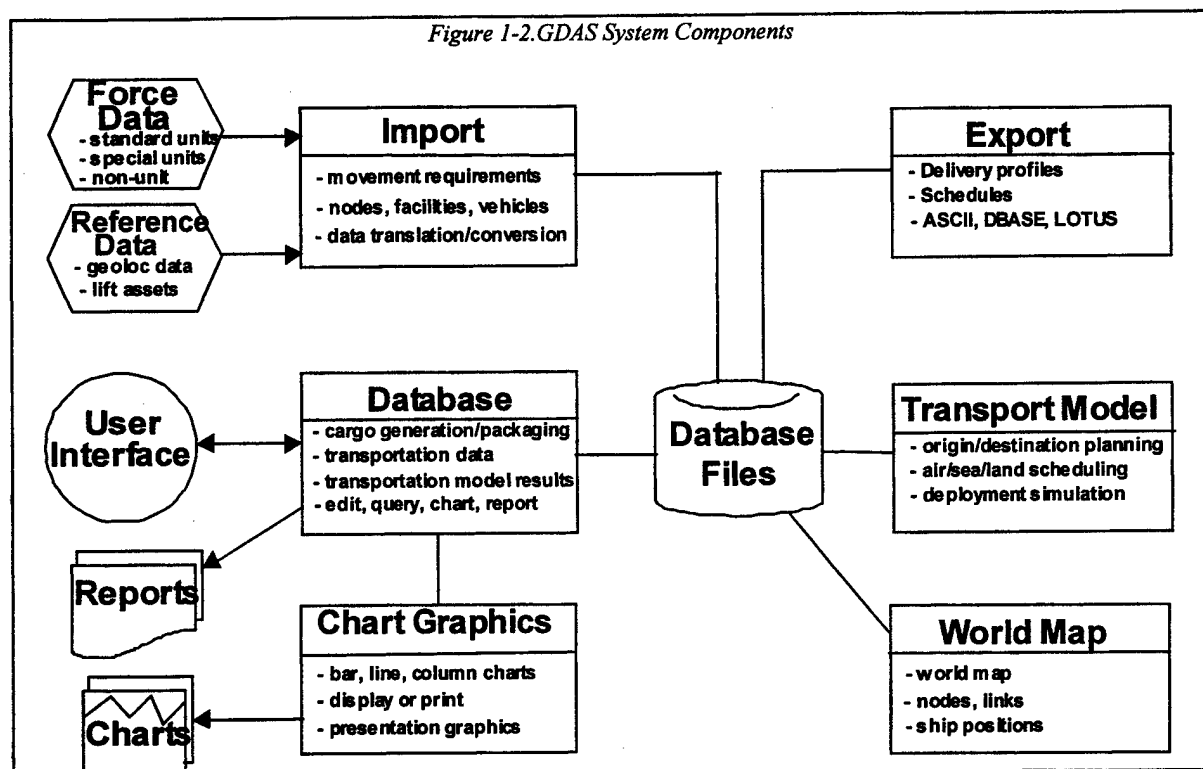 Figure 1-2.GDAS System Components
Force
Data
- standard units
- special units
- non-unit
Import
- movement requirements
- nodes, facilities, vehicles
- data translation/conversion
Export
- Delivery profiles
- Schedules
- ASCII, DBASE, LOTUS
Reference
Data
- geoloc data
- lift assets
User
Interface
Database
- cargo generation/packaging
- transportation data
- transportation model results
- edit, query, chart, report
Database
Files
Transport Model
- origin/destination planning
- air/sea/land scheduling
- deployment simulation
Reports
Chart Graphics
- bar, line, column charts
- display or print
- presentation graphics
World Map
- world map
- nodes, links
- ship positions
Charts